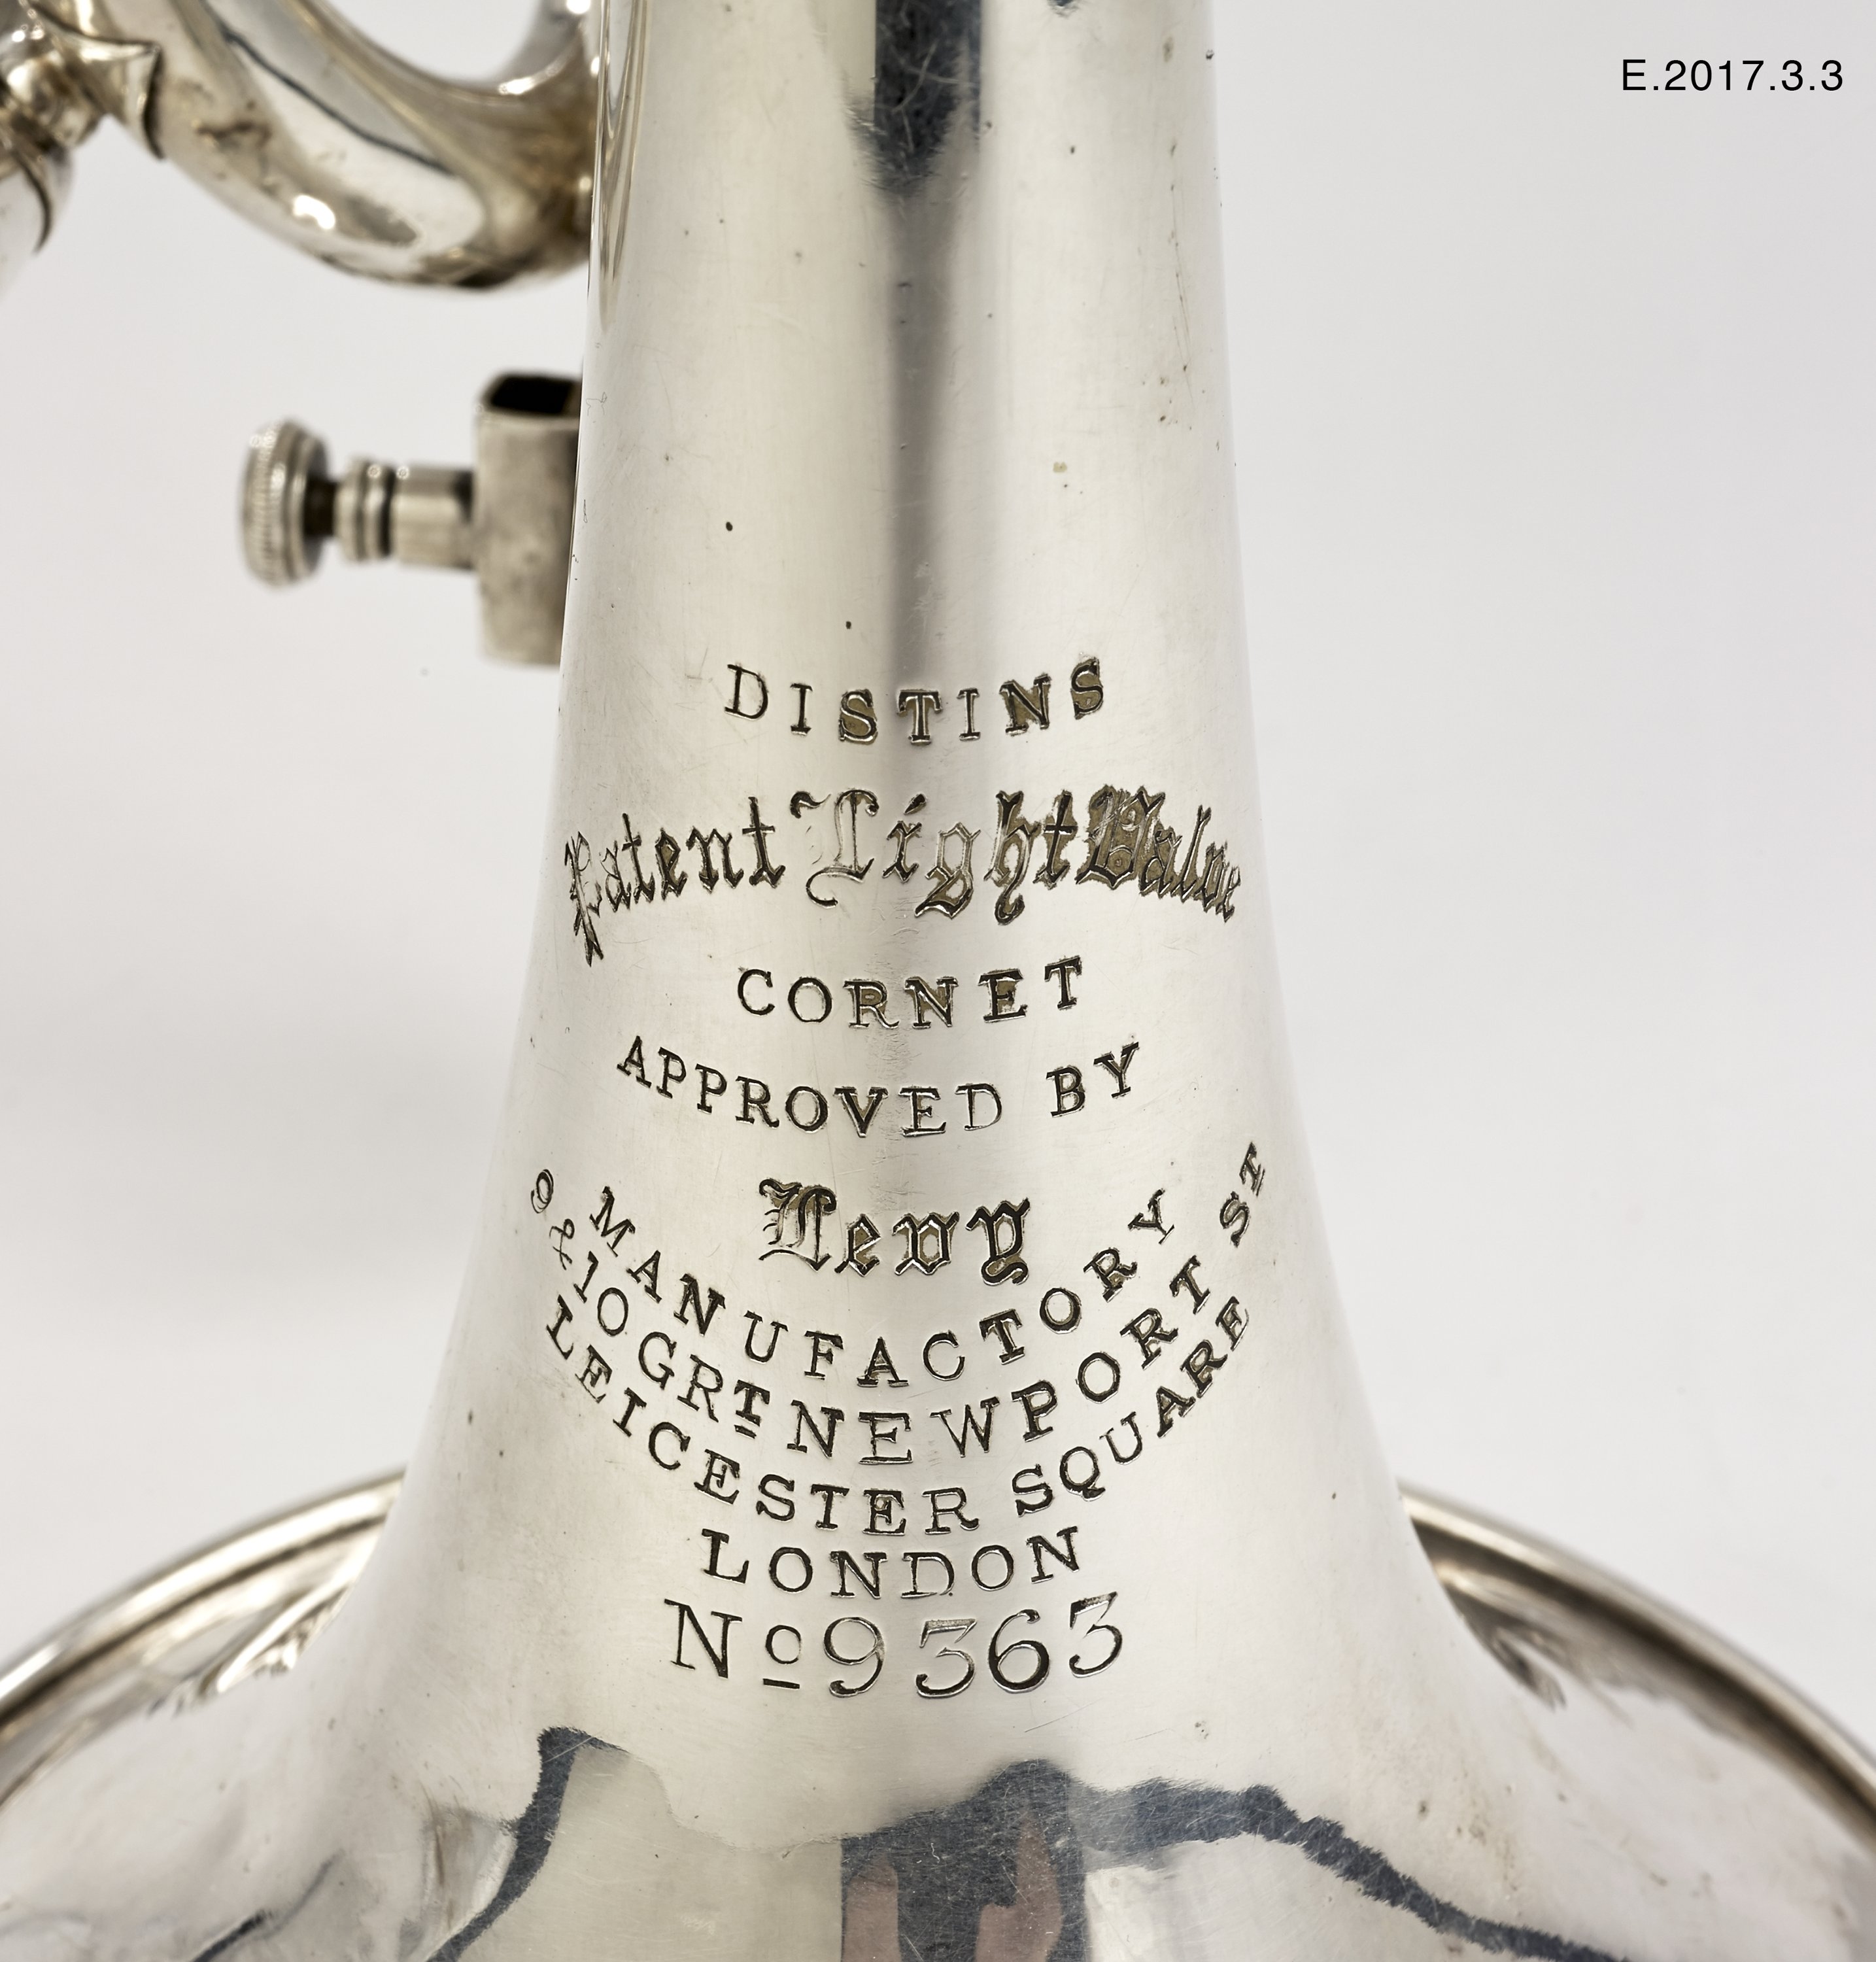 E.2017.3.3
DISTINS
Patent Light Valve
CORNET
APPROVED BY
Levy
MANUFACTORY
9 & 10 GRT NEWPORT ST
LEICESTER SQUARE
LONDON
No 9363